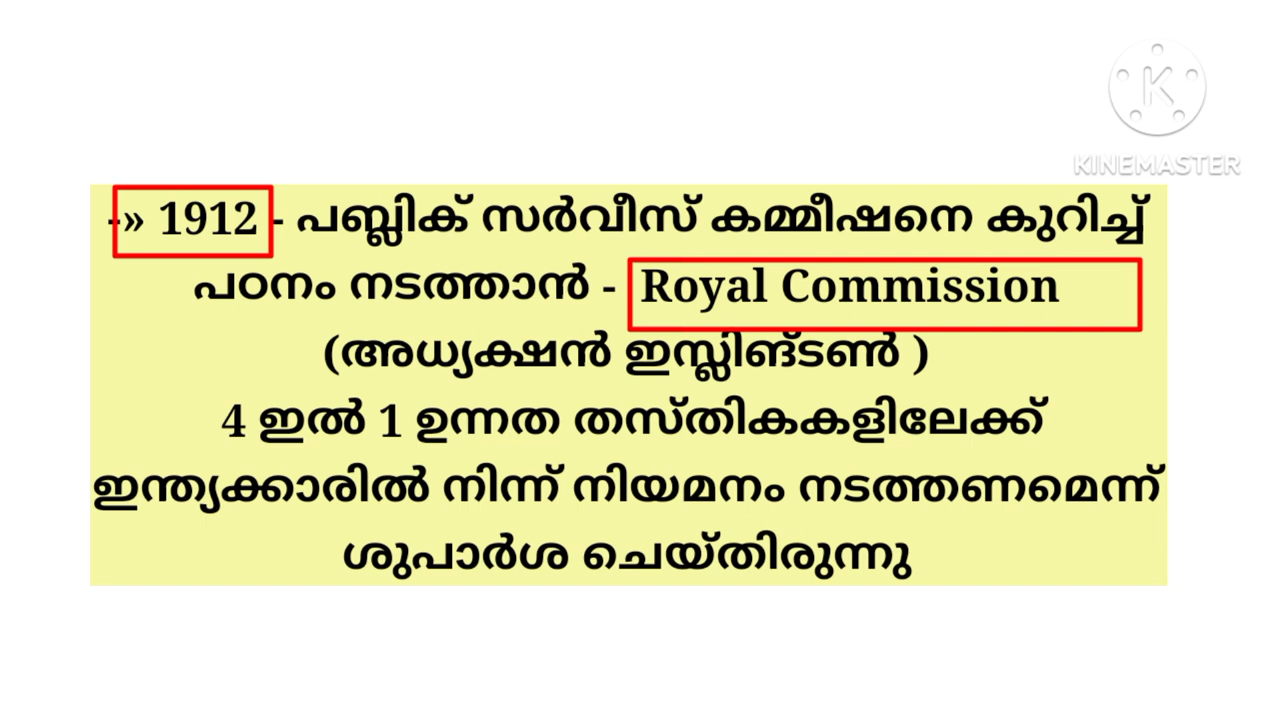 KINEMASTER
-» 1912 - പബ്ലിക് സർവീസ് കമ്മീഷനെ കുറിച്ച്
പഠനം നടത്താൻ - Royal Commission
(അധ്യക്ഷൻ ഇസ്ലിങ്ടൺ )
4 ഇൽ 1 ഉന്നത തസ്തികകളിലേക്ക്
ഇന്ത്യക്കാരിൽ നിന്ന് നിയമനം നടത്തണമെന്ന്
ശുപാർശ ചെയ്തിരുന്നു